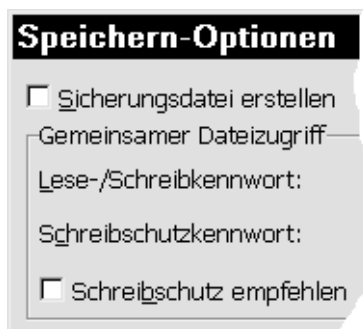 Speichern-Optionen
Sicherungsdatei erstellen
Gemeinsamer Dateizugriff
Lese-/Schreibkennwort:
Schreibschutzkennwort:
Schreibschutz empfehlen